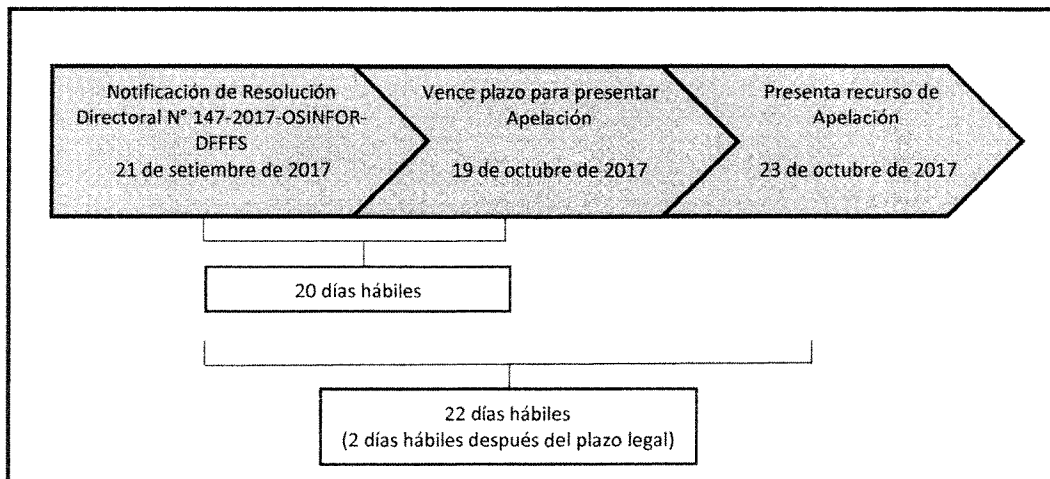 Notificación de Resolución
Directoral N° 147-2017-OSINFOR-
DFFFS
21 de setiembre de 2017
Vence plazo para presentar
Apelación
19 de octubre de 2017
Presenta recurso de
Apelación
23 de octubre de 2017
20 días hábiles
22 días hábiles
(2 días hábiles después del plazo legal)